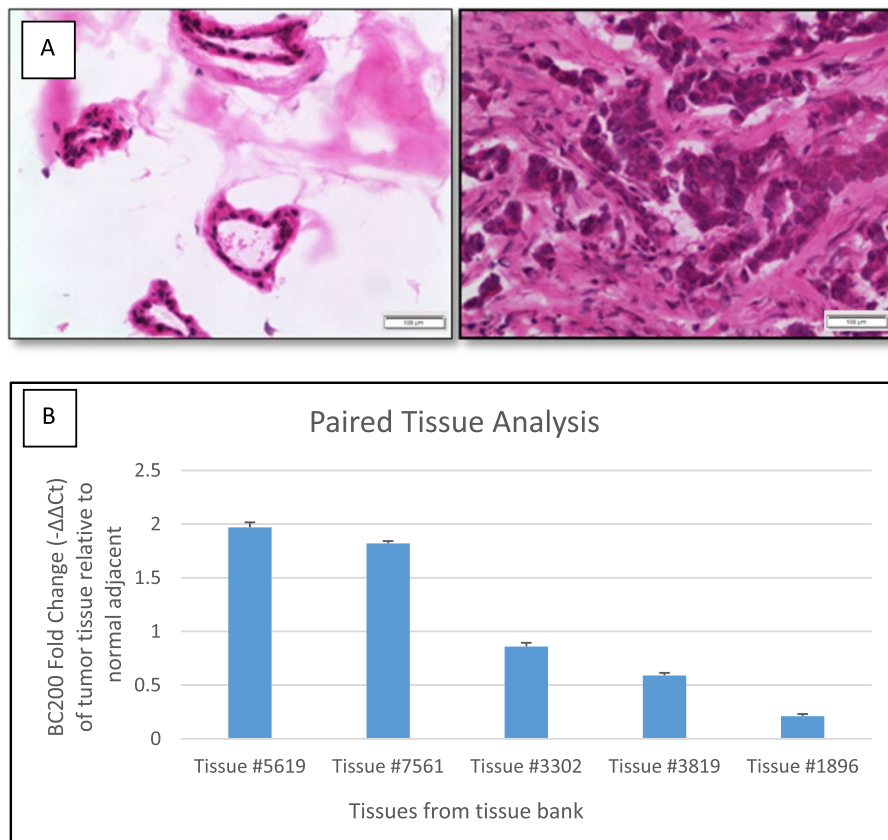 A
100 µm
100 µm
B
Paired Tissue Analysis
BC200 Fold Change (-ΔΔCt)
of tumor tissue relative to
normal adjacent
2.5
2
1.5
1
0.5
0
Tissue #5619 Tissue #7561 Tissue #3302 Tissue #3819 Tissue #1896
Tissues from tissue bank